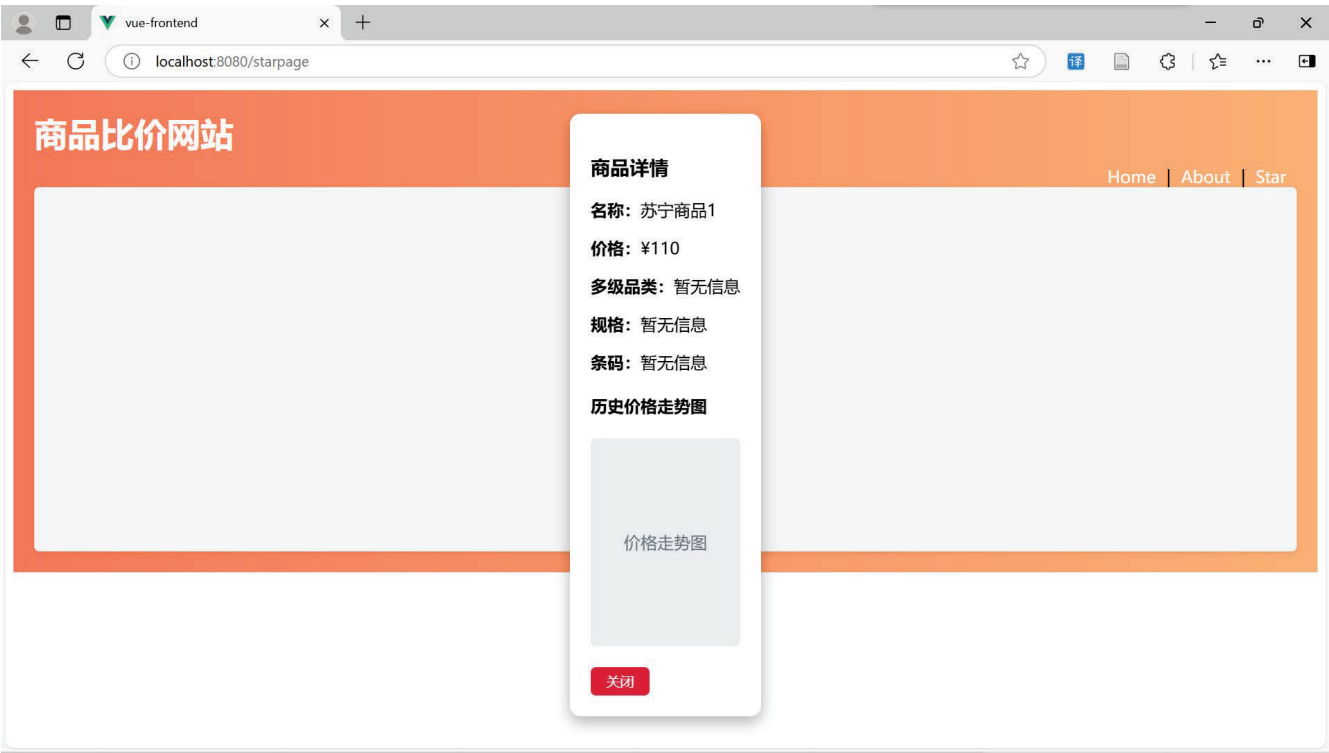 vue-frontend
localhost:8080/starpage
译
商品比价网站
Home | About | Star
商品详情
名称：苏宁商品1
价格：¥110
多级品类：暂无信息
规格：暂无信息
条码：暂无信息
历史价格走势图
价格走势图
关闭